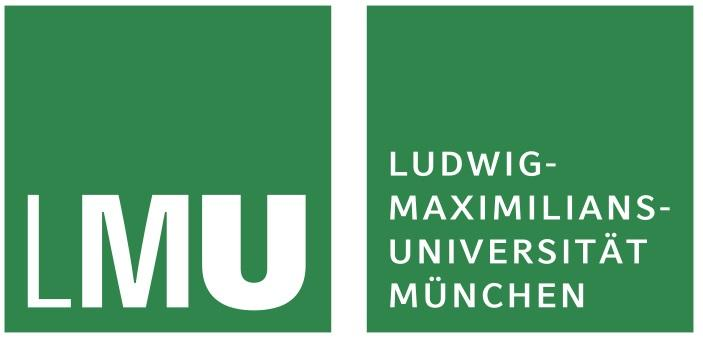 LMU
LUDWIG-
MAXIMILIANS-
UNIVERSITÄT
MÜNCHEN